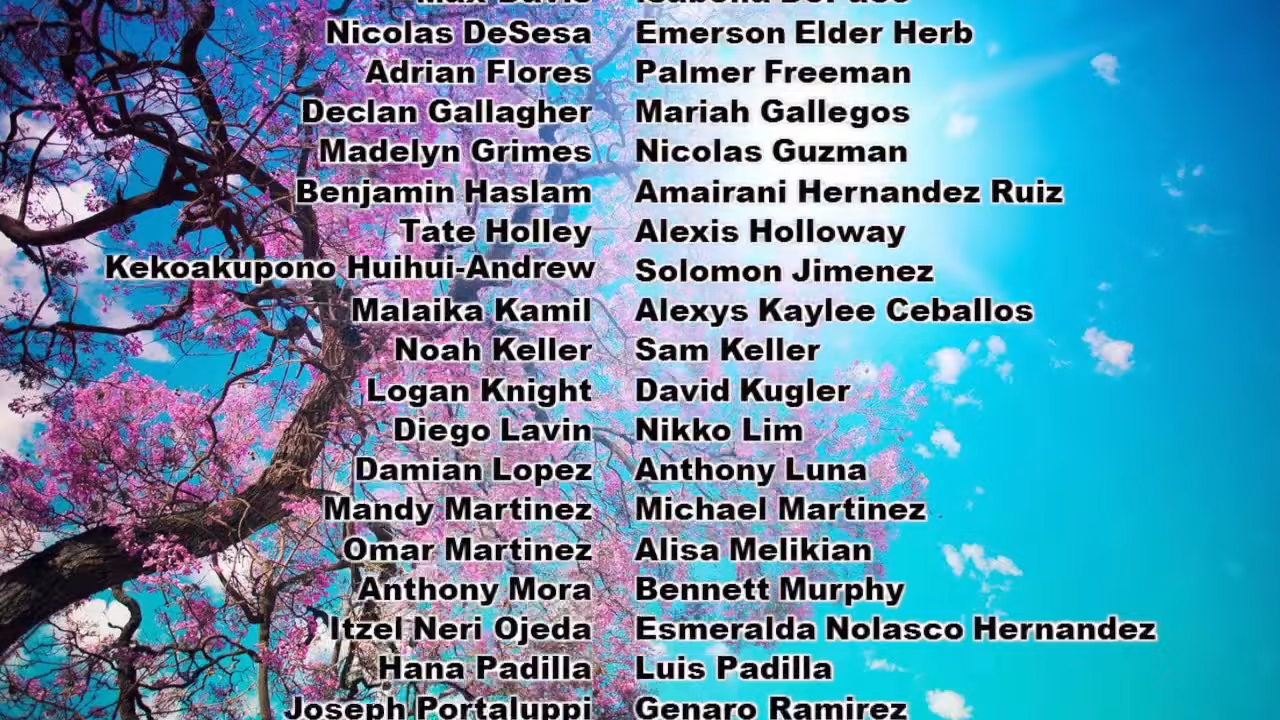 Max Davis Isabella DePaso
Nicolas DeSesa Emerson Elder Herb
Adrian Flores Palmer Freeman
Declan Gallagher Mariah Gallegos
Madelyn Grimes Nicolas Guzman
Benjamin Haslam Amairani Hernandez Ruiz
Tate Holley Alexis Holloway
Kekoakupono Huihui-Andrew Solomon Jimenez
Malaika Kamil Alexys Kaylee Ceballos
Noah Keller Sam Keller
Logan Knight David Kugler
Diego Lavin Nikko Lim
Damian Lopez Anthony Luna
Mandy Martinez Michael Martinez
Omar Martinez Alisa Melikian
Anthony Mora Bennett Murphy
Itzel Neri Ojeda Esmeralda Nolasco Hernandez
Hana Padilla Luis Padilla
Joseph Portaluppi Genaro Ramirez